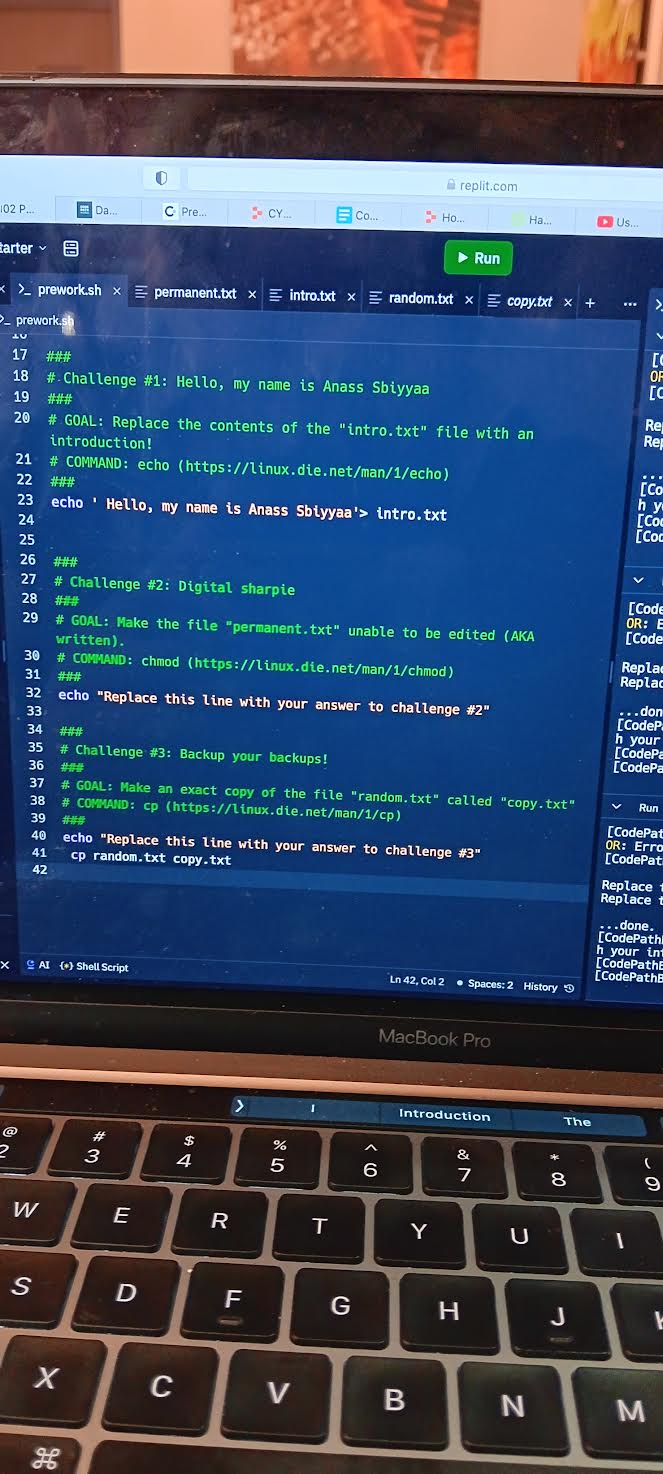 replit.com
102 P...
Da...
Pre...
CY...
Co...
Ho...
Ha...
Us...
tarter
Run
prework.sh ×
permanent.txt ×
intro.txt ×
random.txt ×
copy.txt × + ...
prework.sh
17 ###
18 # Challenge #1: Hello, my name is Anass Sbiyyaa
19 ###
20 # GOAL: Replace the contents of the "intro.txt" file with an
introduction!
21 # COMMAND: echo (https://linux.die.net/man/1/echo)
22 ###
23 echo ' Hello, my name is Anass Sbiyyaa'> intro.txt
24
25
26 ###
27 # Challenge #2: Digital sharpie
28 ###
29 # GOAL: Make the file "permanent.txt" unable to be edited (AKA
written).
30 # COMMAND: chmod (https://linux.die.net/man/1/chmod)
31 ###
32 echo "Replace this line with your answer to challenge #2"
33
34 ###
35 # Challenge #3: Backup your backups!
36 ###
37 # GOAL: Make an exact copy of the file "random.txt" called "copy.txt"
38 # COMMAND: cp (https://linux.die.net/man/1/cp)
39 ###
40 echo "Replace this line with your answer to challenge #3"
41 cp random.txt copy.txt
42
[C
OR
[C
Rep
Rep
...
[Co
h y
[Cod
[Cod
[Code
OR: E
[Code
Replac
Replac
...don
[CodeP
h your
[CodeP
[CodePa
Run
[CodePat
OR: Erro
[CodePat
Replace t
Replace t
...done.
[CodePath
h your in
[CodePathE
[CodePathB
AI {} Shell Script
Ln 42, Col 2 • Spaces: 2 History
MacBook Pro
I Introduction The
@ # $ % ^ & * (
2 3 4 5 6 7 8 9
W E R T Y U I
S D F G H J K
X C V B N M
⌘